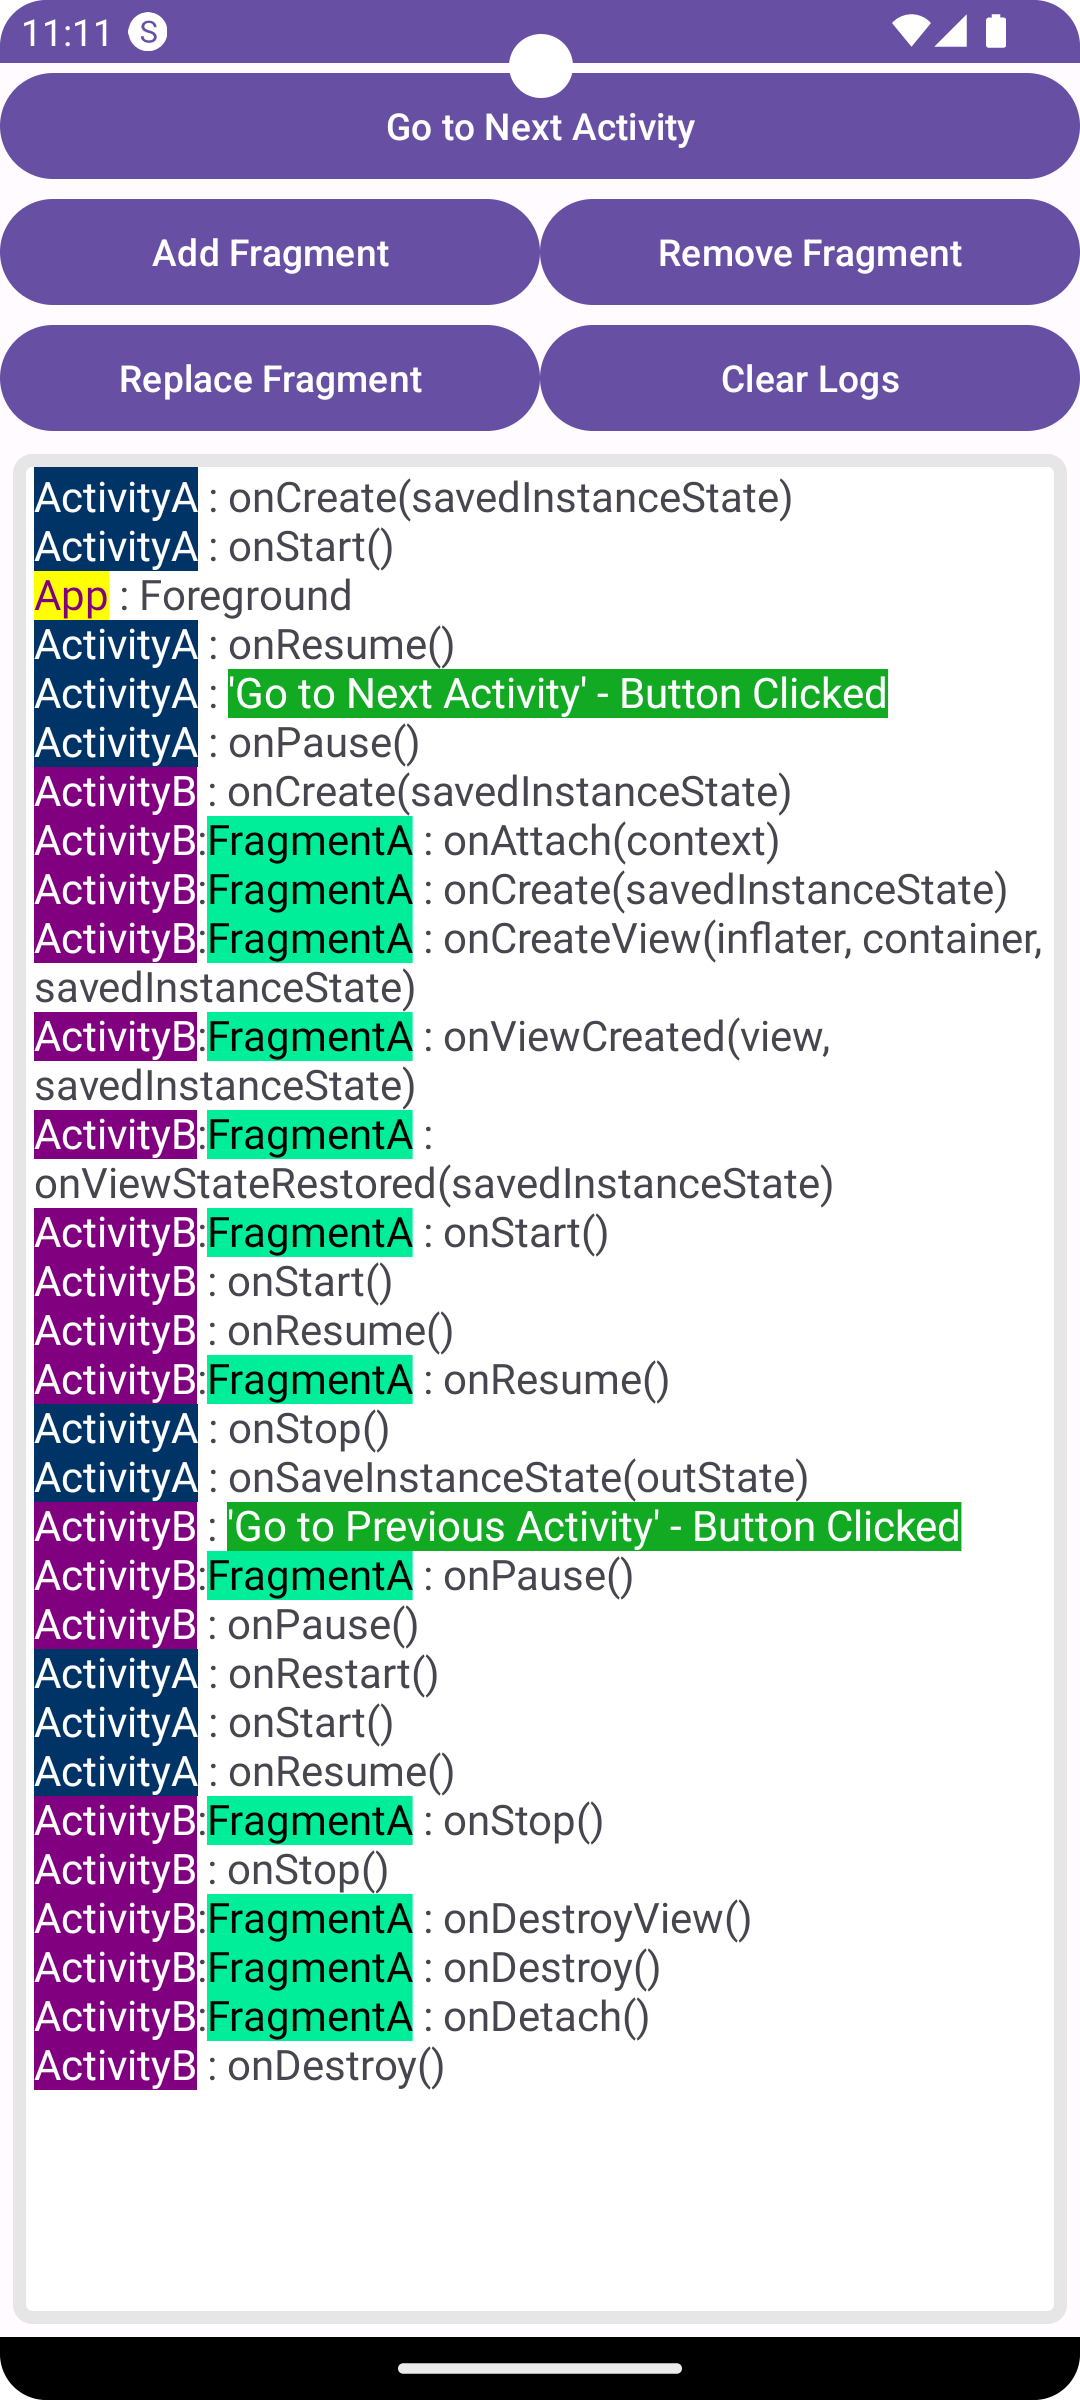 11:11 S
Go to Next Activity
Add Fragment
Remove Fragment
Replace Fragment
Clear Logs
ActivityA : onCreate(savedInstanceState)
ActivityA : onStart()
App : Foreground
ActivityA : onResume()
ActivityA : 'Go to Next Activity' - Button Clicked
ActivityA : onPause()
ActivityB : onCreate(savedInstanceState)
ActivityB:FragmentA : onAttach(context)
ActivityB:FragmentA : onCreate(savedInstanceState)
ActivityB:FragmentA : onCreateView(inflater, container,
savedInstanceState)
ActivityB:FragmentA : onViewCreated(view,
savedInstanceState)
ActivityB:FragmentA :
onViewStateRestored(savedInstanceState)
ActivityB:FragmentA : onStart()
ActivityB : onStart()
ActivityB : onResume()
ActivityB:FragmentA : onResume()
ActivityA : onStop()
ActivityA : onSaveInstanceState(outState)
ActivityB : 'Go to Previous Activity' - Button Clicked
ActivityB:FragmentA : onPause()
ActivityB : onPause()
ActivityA : onRestart()
ActivityA : onStart()
ActivityA : onResume()
ActivityB:FragmentA : onStop()
ActivityB : onStop()
ActivityB:FragmentA : onDestroyView()
ActivityB:FragmentA : onDestroy()
ActivityB:FragmentA : onDetach()
ActivityB : onDestroy()